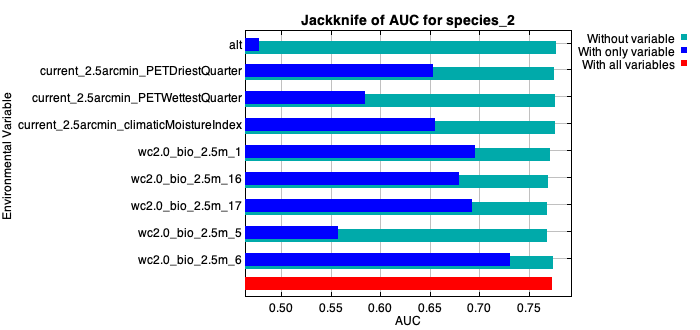 Jackknife of AUC for species_2
Environmental Variable
alt
current_2.5arcmin_PETDriestQuarter
current_2.5arcmin_PETWettestQuarter
current_2.5arcmin_climaticMoistureIndex
wc2.0_bio_2.5m_1
wc2.0_bio_2.5m_16
wc2.0_bio_2.5m_17
wc2.0_bio_2.5m_5
wc2.0_bio_2.5m_6
0.50 0.55 0.60 0.65 0.70 0.75
AUC
Without variable
With only variable
With all variables